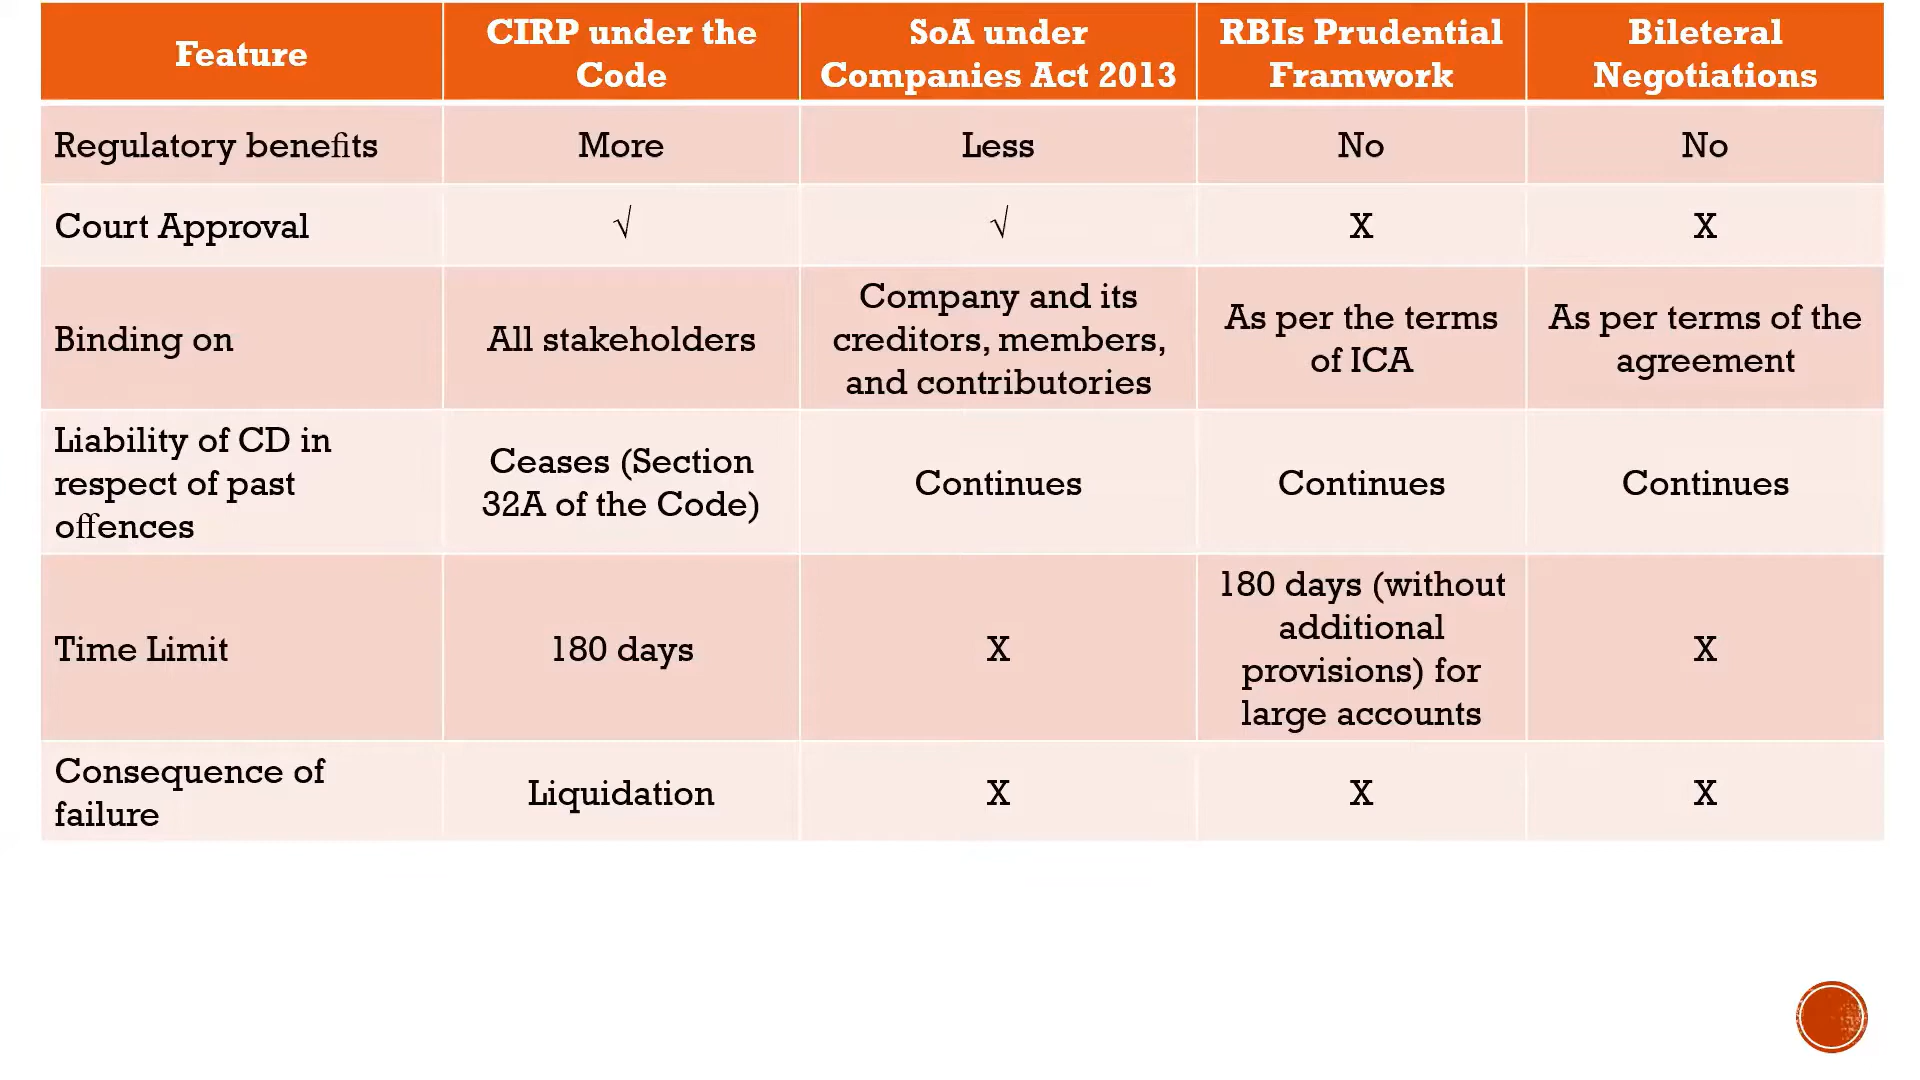 Feature
CIRP under the
Code
SoA under
Companies Act 2013
RBIs Prudential
Framwork
Bileteral
Negotiations
Regulatory benefits
More
Less
No
No
Court Approval
√
√
X
X
Binding on
All stakeholders
Company and its
creditors, members,
and contributories
As per the terms
of ICA
As per terms of the
agreement
Liability of CD in
respect of past
offences
Ceases (Section
32A of the Code)
Continues
Continues
Continues
Time Limit
180 days
X
180 days (without
additional
provisions) for
large accounts
X
Consequence of
failure
Liquidation
X
X
X